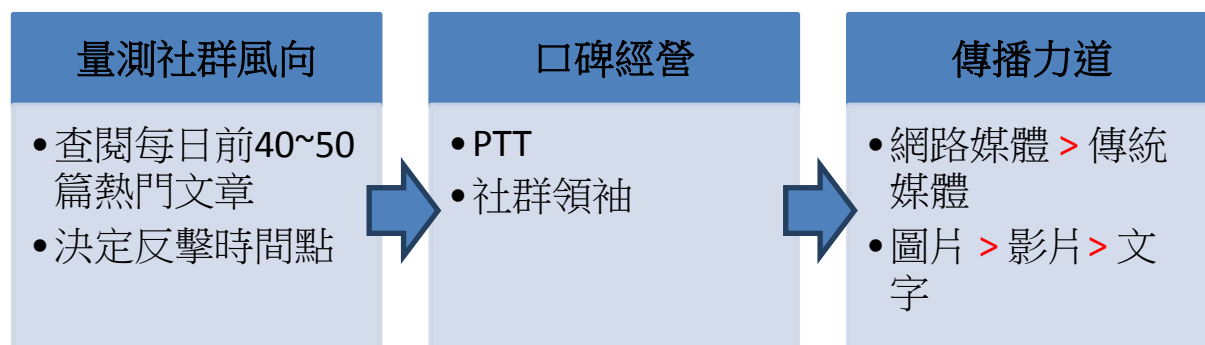 量測社群風向
•查閱每日前40~50
篇熱門文章
•決定反擊時間點
口碑經營
•PTT
•社群領袖
傳播力道
•網路媒體 > 傳統
媒體
•圖片 > 影片> 文
字